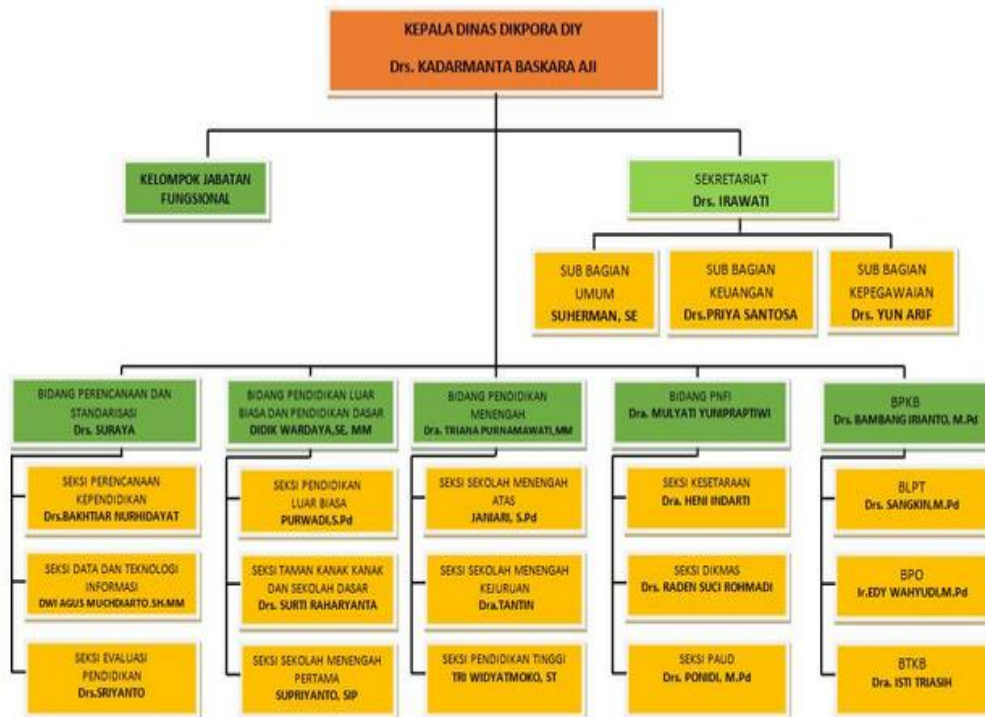 KEPALA DINAS DIKPORA DIY
Drs. KADARMANTA BASKARA AJI
KELOMPOK JABATAN
FUNGSIONAL
SEKRETARIAT
Drs. IRAWATI
SUB BAGIAN
UMUM
SUHERMAN, SE
SUB BAGIAN
KEUANGAN
Drs.PRIYA SANTOSA
SUB BAGIAN
KEPEGAWAIAN
Drs. YUN ARIF
BIDANG PERENCANAAN DAN
STANDARISASI
Drs. SURAYA
BIDANG PENDIDIKAN LUAR
BIASA DAN PENDIDIKAN DASAR
DIDIK WARDAYA,SE, MM
BIDANG PENDIDIKAN
MENENGAH
Dra. TRIANA PURNAMAWATI,MM
BIDANG PNFI
Dra. MULYATI YUNIPRAPTIWI
BPKB
Drs. BAMBANG IRIANTO, M.Pd
SEKSI PERENCANAAN
KEPENDIDIKAN
Drs.BAKHTIAR NURHIDAYAT
SEKSI DATA DAN TEKNOLOGI
INFORMASI
DWI AGUS MUCHDIARTO.SH.MM
SEKSI EVALUASI
PENDIDIKAN
Drs.SRIYANTO
SEKSI PENDIDIKAN
LUAR BIASA
PURWADI,S.Pd
SEKSI TAMAN KANAK KANAK
DAN SEKOLAH DASAR
Drs. SURTI RAHARYANTA
SEKSI SEKOLAH MENENGAH
PERTAMA
SUPRIYANTO, SIP
SEKSI SEKOLAH MENENGAH
ATAS
JANIARI, S.Pd
SEKSI SEKOLAH MENENGAH
KEJURUAN
Dra.TANTIN
SEKSI PENDIDIKAN TINGGI
TRI WIDYATMOKO, ST
SEKSI KESETARAAN
Dra. HENI INDARTI
SEKSI DIKMAS
Drs. RADEN SUCI ROHMADI
SEKSI PAUD
Drs. PONIDI, M.Pd
BLPT
Drs. SANGKIN,M.Pd
BPO
Ir.EDY WAHYUDI,M.Pd
BTKB
Dra. ISTI TRIASIH